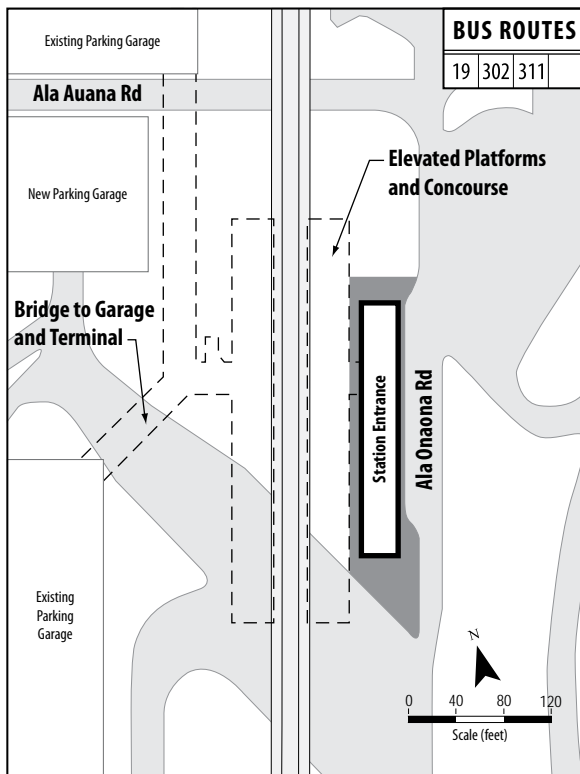 Existing Parking Garage
BUS ROUTES
19 302 311
Ala Auana Rd
Elevated Platforms
and Concourse
New Parking Garage
Bridge to Garage
and Terminal
Station Entrance
Ala Onaona Rd
Existing
Parking
Garage
N
0 40 80 120
Scale (feet)